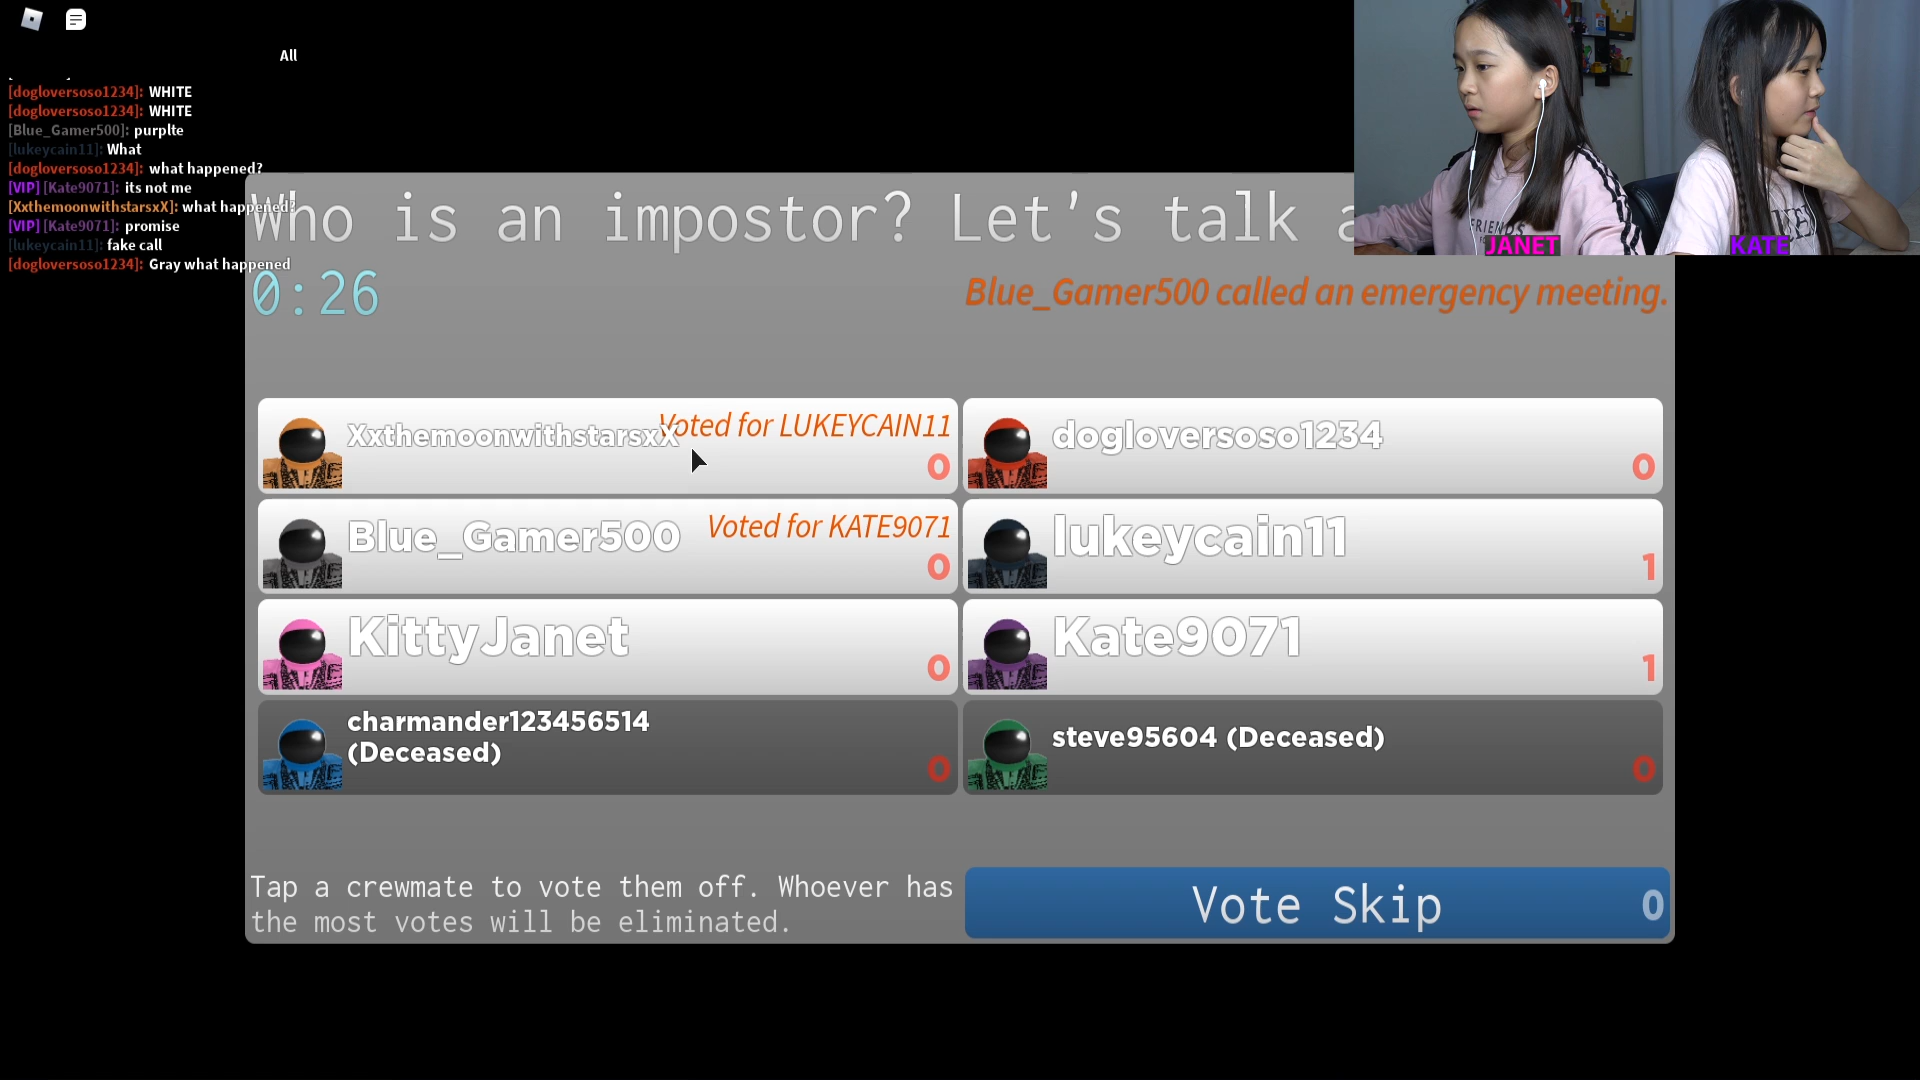 All
[dogloversoso1234]: WHITE
[dogloversoso1234]: WHITE
[Blue_Gamer500]: purplte
[lukeycain11]: What
[dogloversoso1234]: what happened?
[VIP] [Kate9071]: its not me
[XxthemoonwithstarsxX]: what happened?
[VIP] [Kate9071]: promise
[lukeycain11]: fake call
[dogloversoso1234]: Gray what happened
FRIENDS
JANET
KATE
Who is an impostor? Let's talk
0:26
Blue_Gamer500 called an emergency meeting.
XxthemoonwithstarsxX
Voted for LUKEYCAIN11
0
dogloversoso1234
0
Blue_Gamer500
Voted for KATE9071
0
lukeycain11
1
KittyJanet
0
Kate9071
1
charmander123456514
(Deceased)
0
steve95604 (Deceased)
0
Tap a crewmate to vote them off. Whoever has
the most votes will be eliminated.
Vote Skip
0